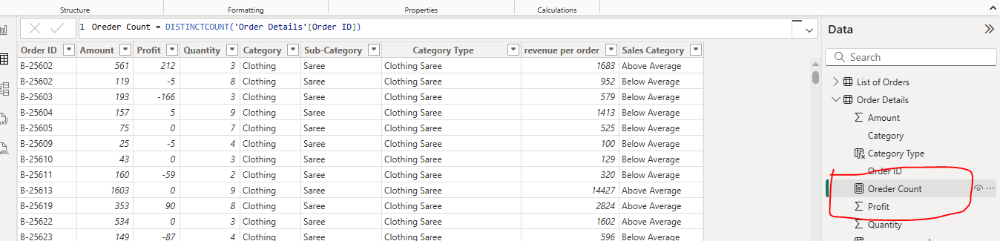 Structure Formatting Properties Calculations
1 Oreder Count = DISTINCTCOUNT('Order Details'[Order ID])
Data
Search
Order ID Amount Profit Quantity Category Sub-Category Category Type revenue per order Sales Category
B-25602 561 212 3 Clothing Saree Clothing Saree 1683 Above Average
B-25602 119 -5 8 Clothing Saree Clothing Saree 952 Below Average
B-25603 193 -166 3 Clothing Saree Clothing Saree 579 Below Average
B-25604 157 5 9 Clothing Saree Clothing Saree 1413 Below Average
B-25605 75 0 7 Clothing Saree Clothing Saree 525 Below Average
B-25609 25 -5 4 Clothing Saree Clothing Saree 100 Below Average
B-25610 43 0 3 Clothing Saree Clothing Saree 129 Below Average
B-25611 160 -59 2 Clothing Saree Clothing Saree 320 Below Average
B-25613 1603 0 9 Clothing Saree Clothing Saree 14427 Above Average
B-25619 353 90 8 Clothing Saree Clothing Saree 2824 Above Average
B-25622 534 0 3 Clothing Saree Clothing Saree 1602 Above Average
B-25623 149 -87 4 Clothing Saree Clothing Saree 596 Below Average
List of Orders
Order Details
Amount
Category
Category Type
Order ID
Oreder Count
Profit
Quantity